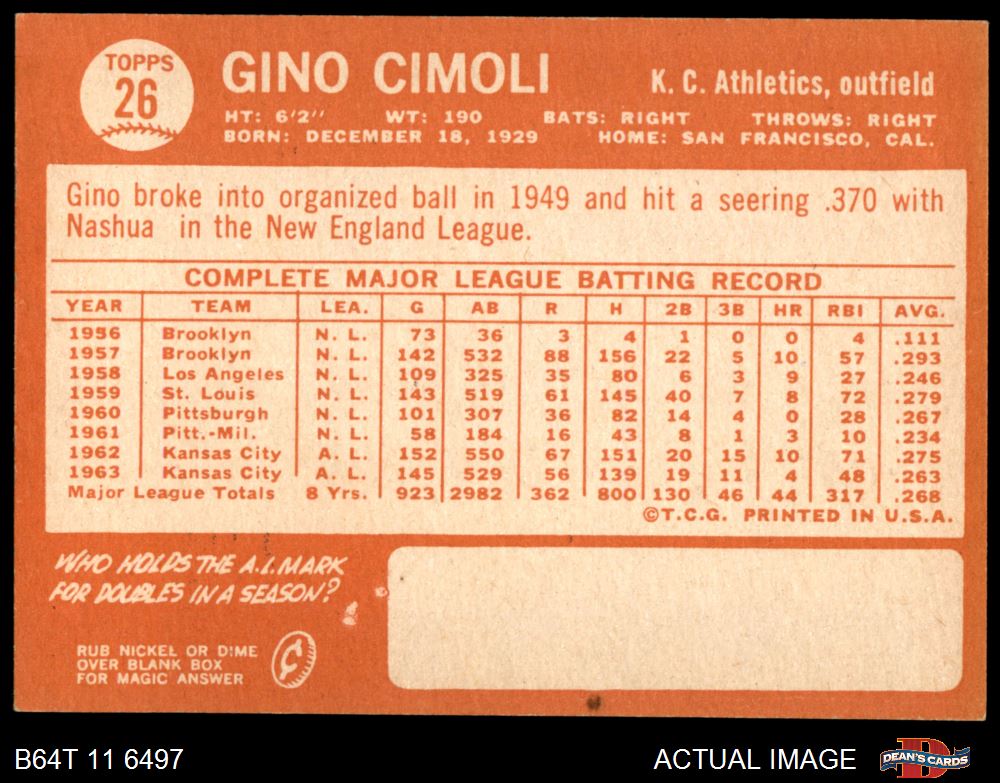 TOPPS
26
GINO CIMOLI
K. C. Athletics, outfield
HT: 6'2" WT: 190 BATS: RIGHT THROWS: RIGHT
BORN: DECEMBER 18, 1929 HOME: SAN FRANCISCO, CAL.
Gino broke into organized ball in 1949 and hit a seering .370 with
Nashua in the New England League.
COMPLETE MAJOR LEAGUE BATTING RECORD
YEAR TEAM LEA. G AB R H 2B 3B HR RBI AVG.
1956 Brooklyn N. L. 73 36 3 4 1 0 0 4 .111
1957 Brooklyn N. L. 142 532 88 156 22 5 10 57 .293
1958 Los Angeles N. L. 109 325 35 80 6 3 9 27 .246
1959 St. Louis N. L. 143 519 61 145 40 7 8 72 .279
1960 Pittsburgh N. L. 101 307 36 82 14 4 0 28 .267
1961 Pitt.-Mil. N. L. 58 184 16 43 8 1 3 10 .234
1962 Kansas City A. L. 152 550 67 151 20 15 10 71 .275
1963 Kansas City A. L. 145 529 56 139 19 11 4 48 .263
Major League Totals 8 Yrs. 923 2982 362 800 130 46 44 317 .268
©T.C.G. PRINTED IN U.S.A.
WHO HOLDS THE A.L. MARK
FOR DOUBLES IN A SEASON?
RUB NICKEL OR DIME
OVER BLANK BOX
FOR MAGIC ANSWER
¢
B64T 11 6497
ACTUAL IMAGE
D
DEAN'S CARDS